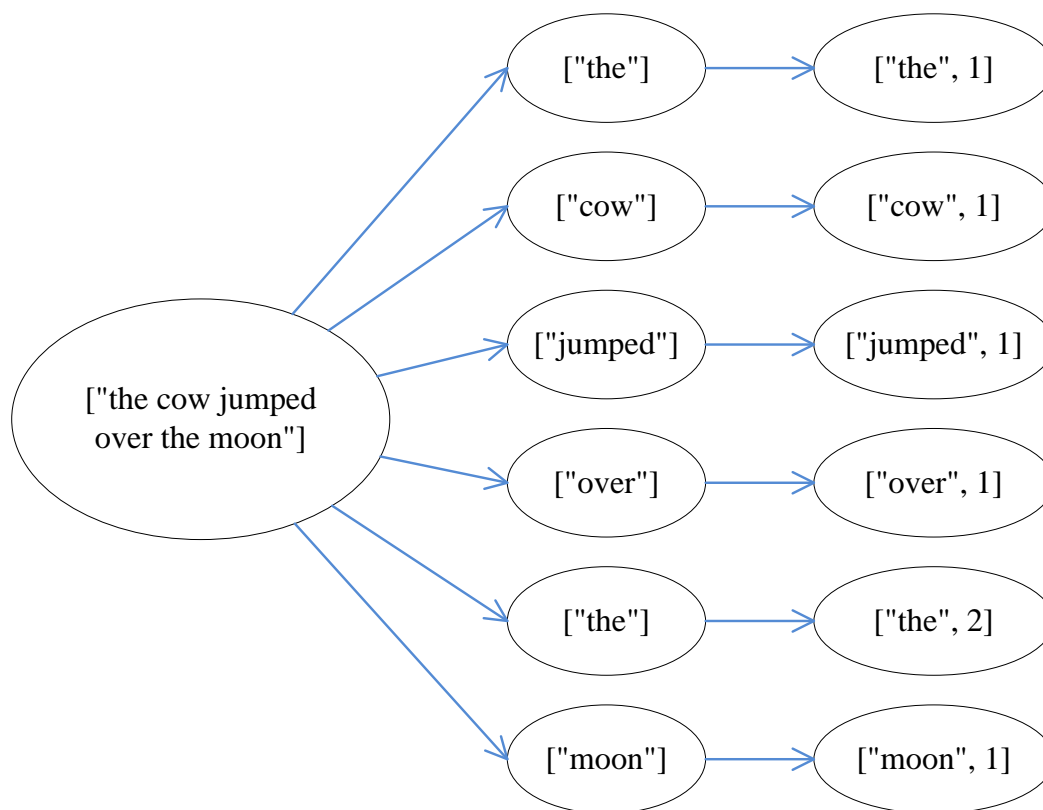 ["the"]
["the", 1]
["cow"]
["cow", 1]
["jumped"]
["jumped", 1]
["the cow jumped
over the moon"]
["over"]
["over", 1]
["the"]
["the", 2]
["moon"]
["moon", 1]